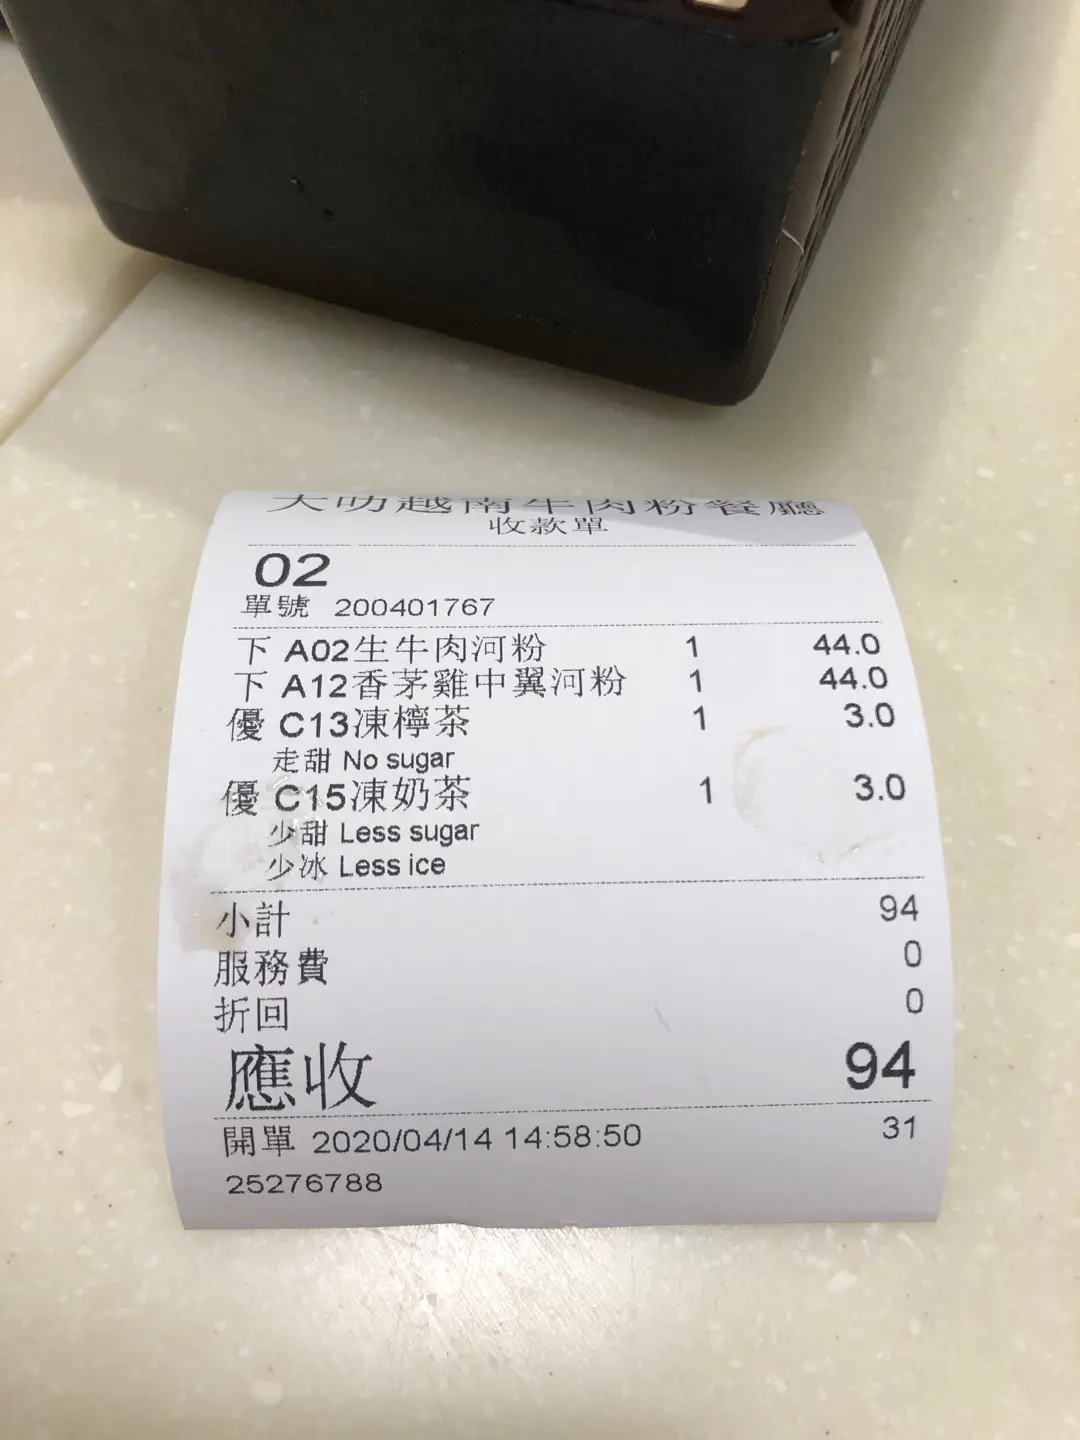 大叻越南牛肉粉餐廳
收款單
02
單號 200401767
下 A02生牛肉河粉 1 44.0
下 A12香茅雞中翼河粉 1 44.0
優 C13凍檸茶 1 3.0
走甜 No sugar
優 C15凍奶茶 1 3.0
少甜 Less sugar
少冰 Less ice
小計 94
服務費 0
折回 0
應收 94
開單 2020/04/14 14:58:50 31
25276788